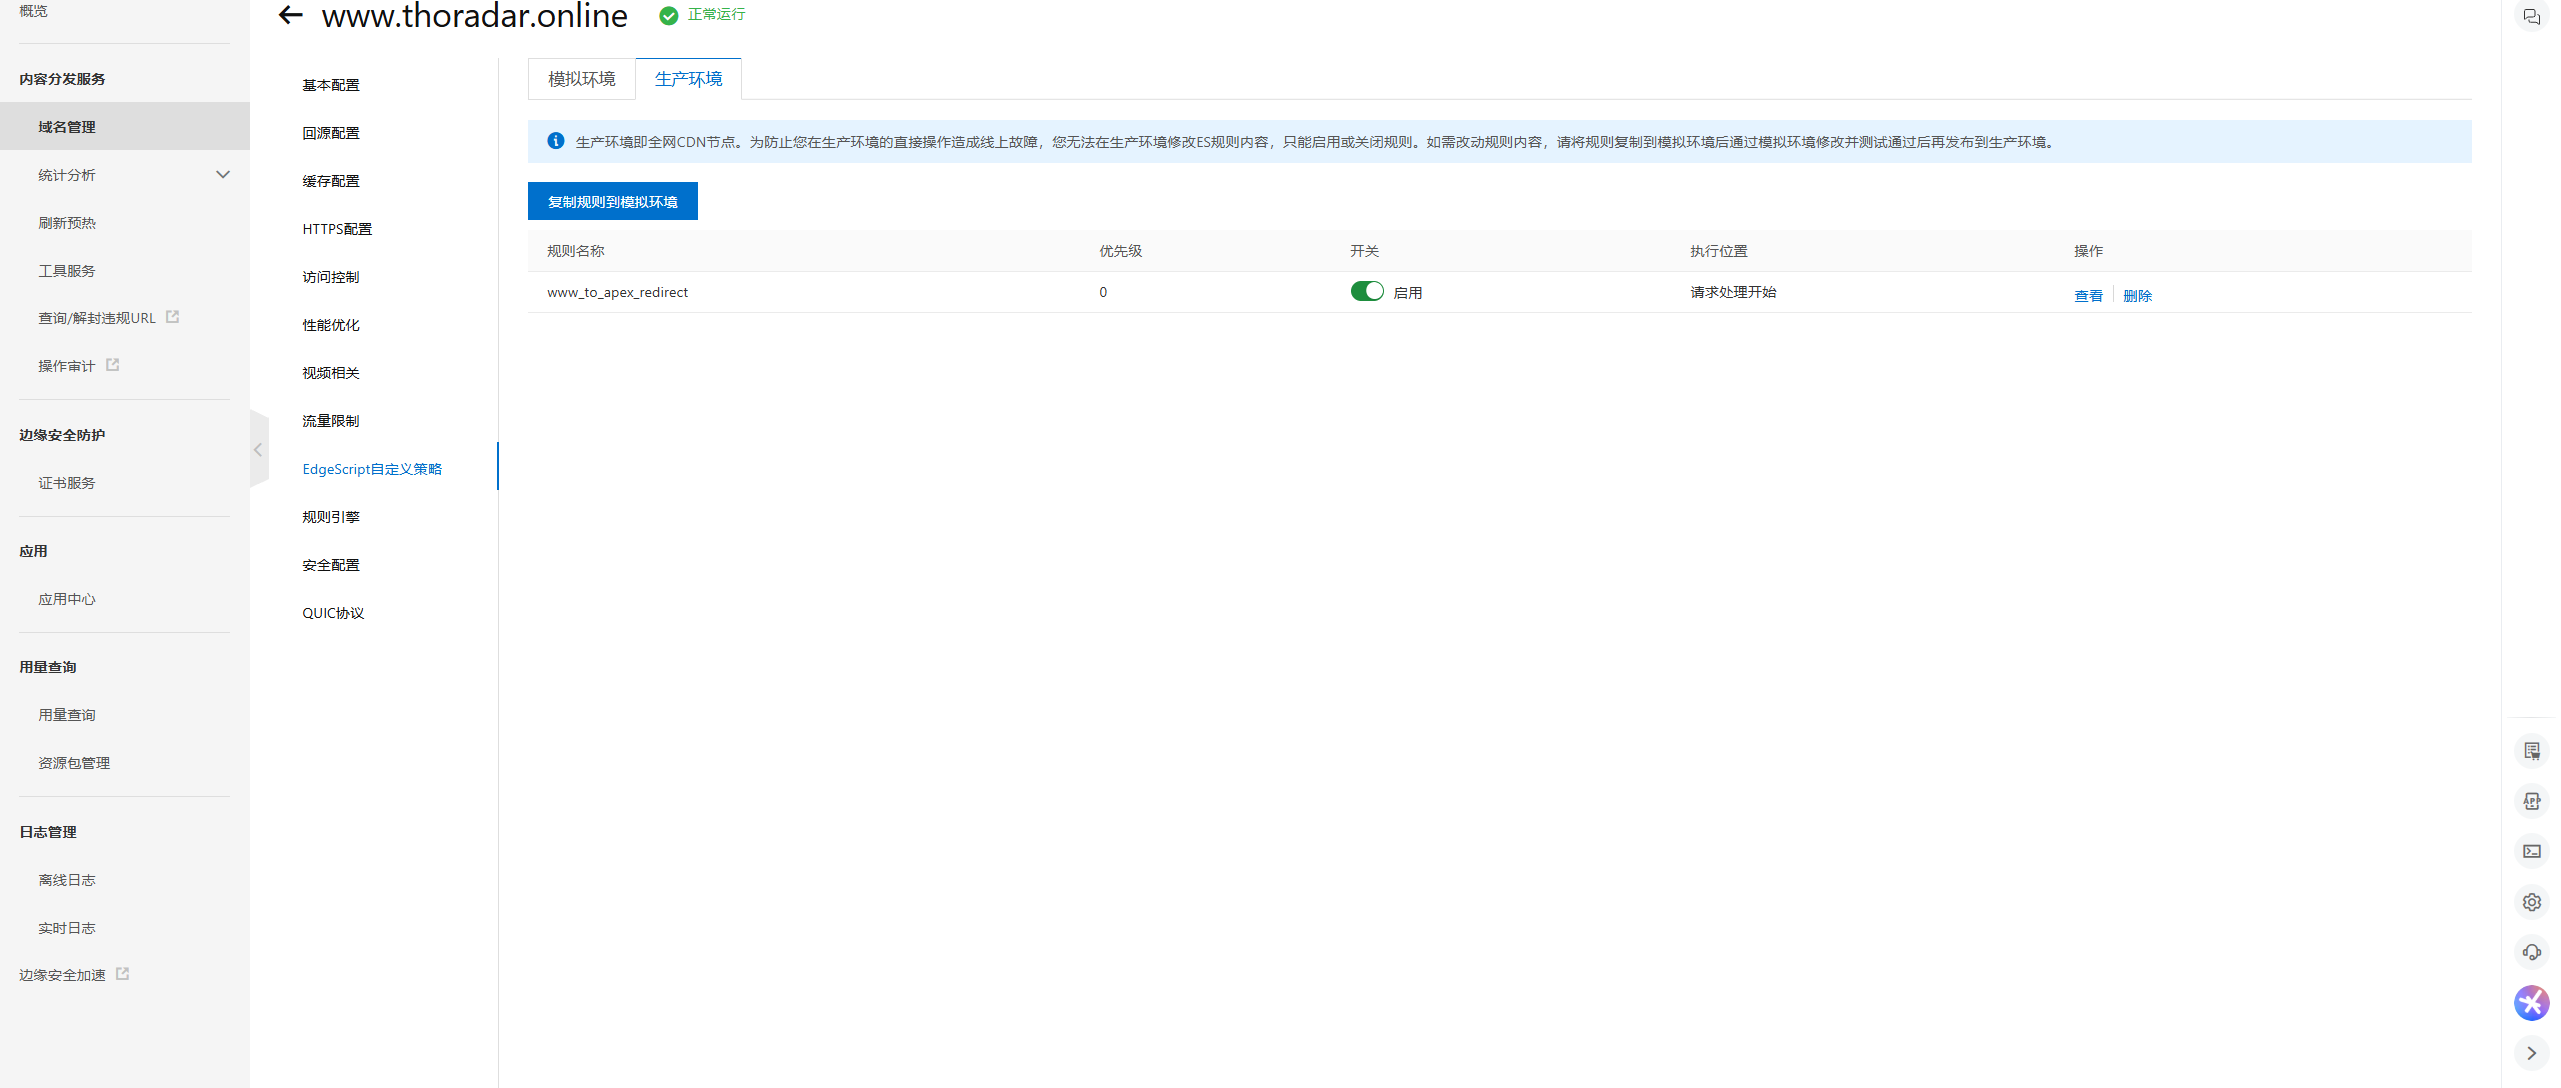 概览
内容分发服务
域名管理
统计分析
刷新预热
工具服务
查询/解封违规URL
操作审计
边缘安全防护
证书服务
应用
应用中心
用量查询
用量查询
资源包管理
日志管理
离线日志
实时日志
边缘安全加速
www.thoradar.online 正常运行
基本配置
回源配置
缓存配置
HTTPS配置
访问控制
性能优化
视频相关
流量限制
EdgeScript自定义策略
规则引擎
安全配置
QUIC协议
模拟环境 生产环境
生产环境即全网CDN节点。为防止您在生产环境的直接操作造成线上故障，您无法在生产环境修改ES规则内容，只能启用或关闭规则。如需改动规则内容，请将规则复制到模拟环境后通过模拟环境修改并测试通过后再发布到生产环境。
复制规则到模拟环境
规则名称 优先级 开关 执行位置 操作
www_to_apex_redirect 0 启用 请求处理开始 查看 删除
APP